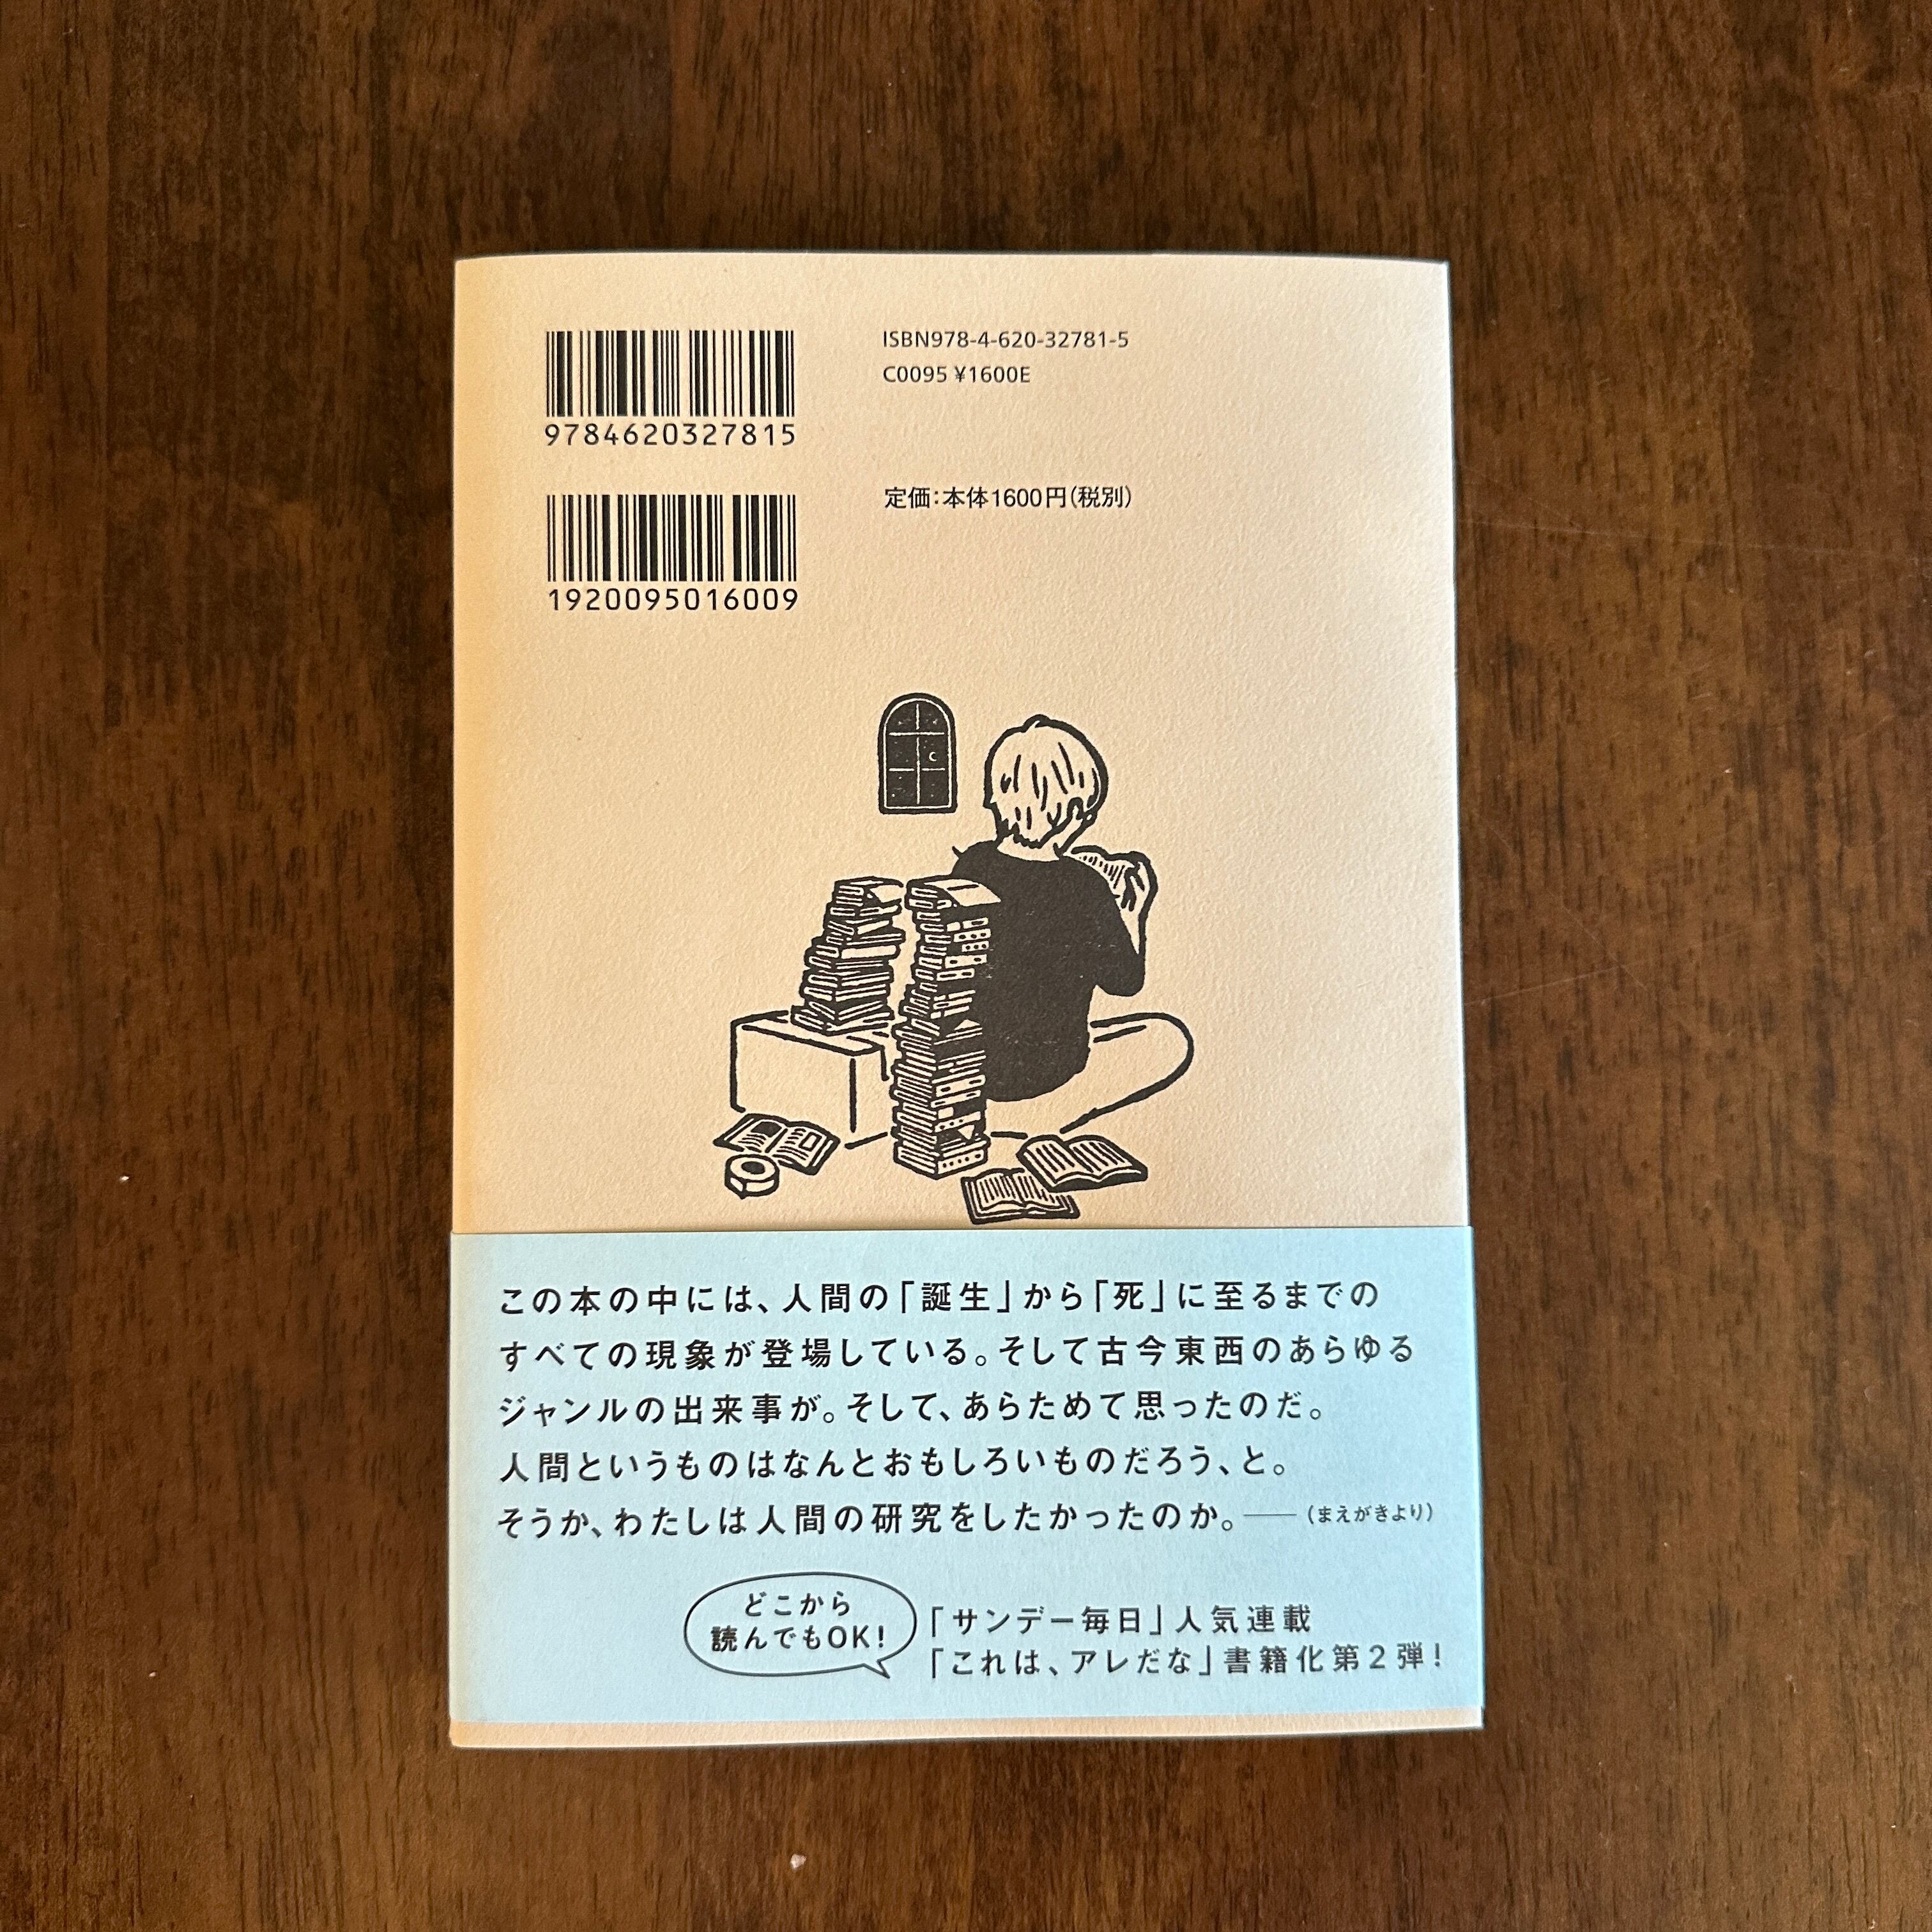 ISBN978-4-620-32781-5
C0095 ¥1600E
9784620327815
定価：本体1600円（税別）
1920095016009
この本の中には、人間の「誕生」から「死」に至るまでの
すべての現象が登場している。そして古今東西のあらゆる
ジャンルの出来事が。そして、あらためて思ったのだ。
人間というものはなんとおもしろいものだろう、と。
そうか、わたしは人間の研究をしたかったのか。――（まえがきより）
どこから
読んでもOK！
「サンデー毎日」人気連載
「これは、アレだな」書籍化第２弾！